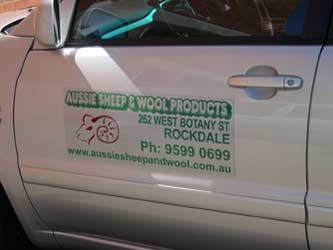 AUSSIE SHEEP & WOOL PRODUCTS
262 WEST BOTANY ST
ROCKDALE
Ph: 9599 0699
www.aussiesheepandwool.com.au